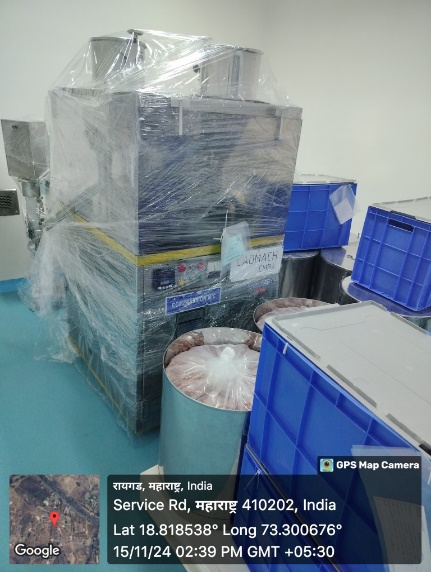 GPS Map Camera
रायगड, महाराष्ट्र, India
Service Rd, महाराष्ट्र 410202, India
Lat 18.818538° Long 73.300676°
15/11/24 02:39 PM GMT +05:30
Google